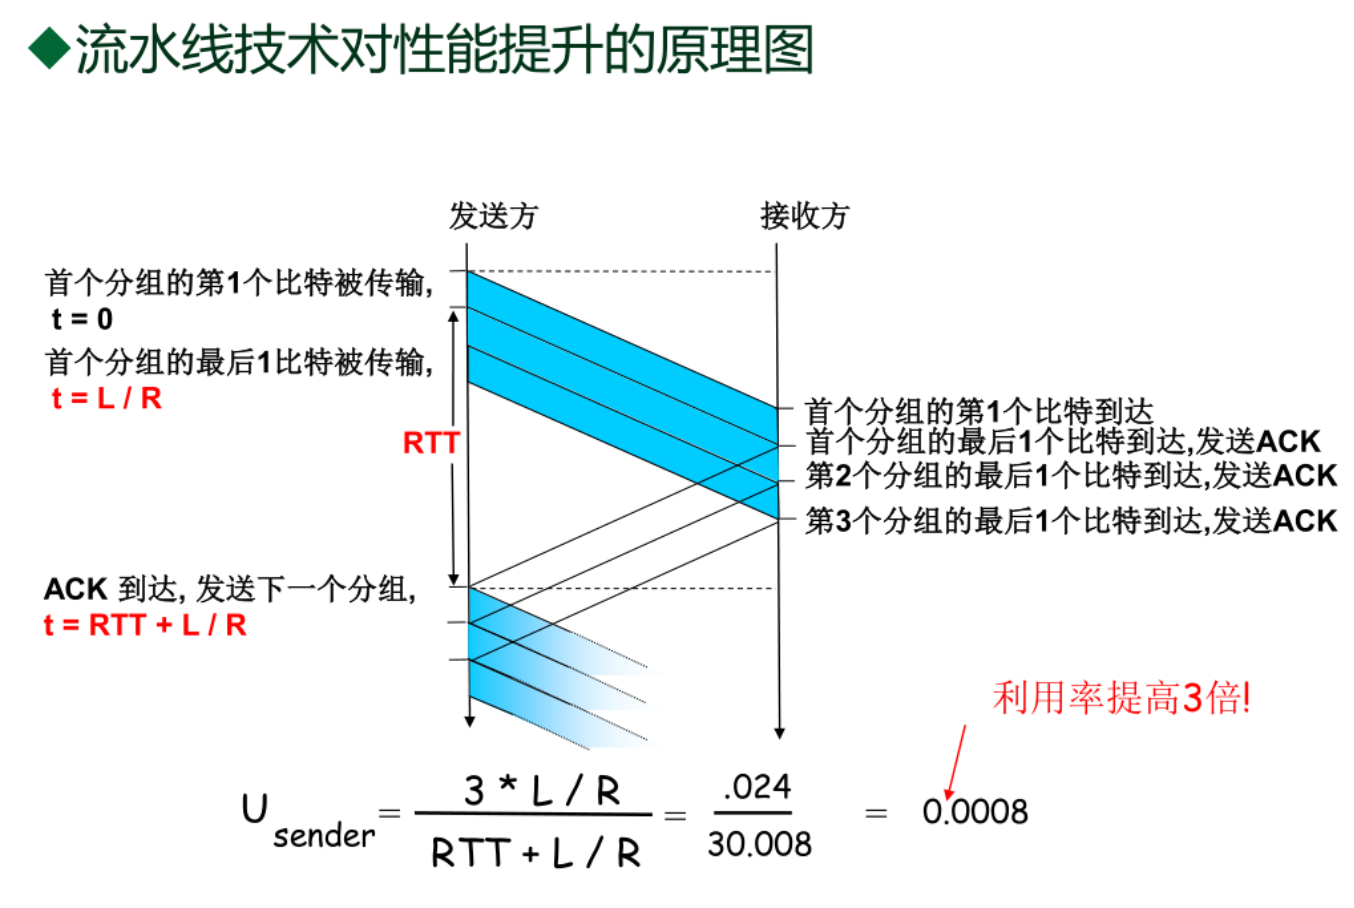 ◆流水线技术对性能提升的原理图
发送方
接收方
首个分组的第1个比特被传输,
t = 0
首个分组的最后1比特被传输,
t = L / R
RTT
首个分组的第1个比特到达
首个分组的最后1个比特到达,发送ACK
第2个分组的最后1个比特到达,发送ACK
第3个分组的最后1个比特到达,发送ACK
ACK 到达, 发送下一个分组,
t = RTT + L / R
利用率提高3倍!
U sender = 3 * L / R
RTT + L / R
= .024
30.008
= 0.0008